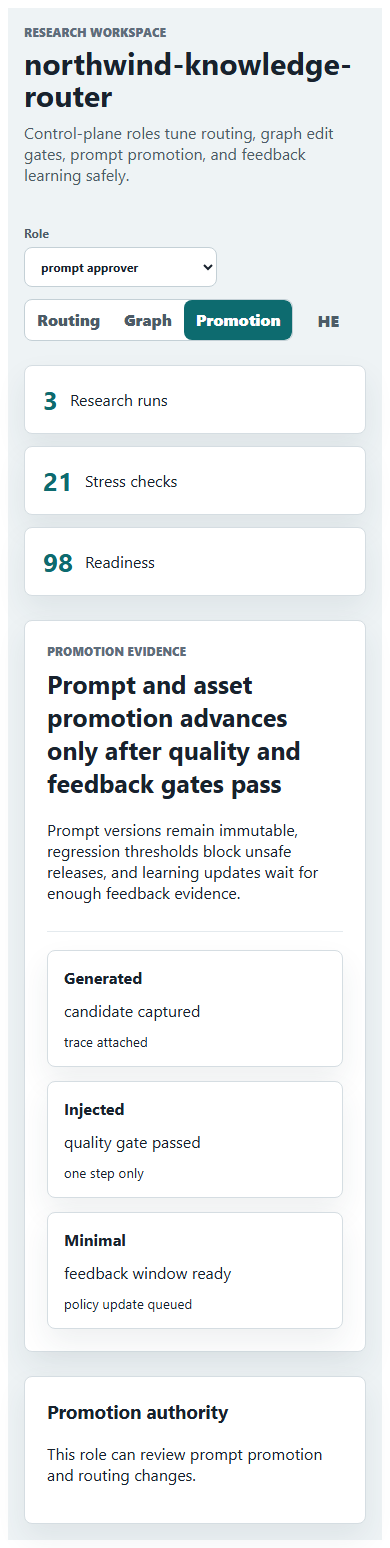 RESEARCH WORKSPACE
northwind-knowledge-
router
Control-plane roles tune routing, graph edit
gates, prompt promotion, and feedback
learning safely.
Role
prompt approver
Routing Graph Promotion HE
3 Research runs
21 Stress checks
98 Readiness
PROMOTION EVIDENCE
Prompt and asset
promotion advances
only after quality and
feedback gates pass
Prompt versions remain immutable,
regression thresholds block unsafe
releases, and learning updates wait for
enough feedback evidence.
Generated
candidate captured
trace attached
Injected
quality gate passed
one step only
Minimal
feedback window ready
policy update queued
Promotion authority
This role can review prompt promotion
and routing changes.